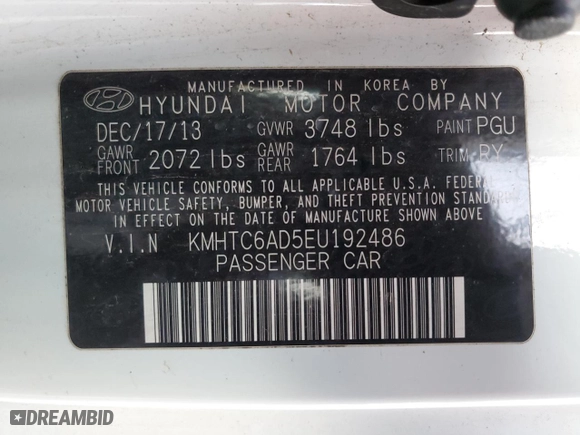 MANUFACTURED IN KOREA BY
HYUNDAI MOTOR COMPANY
DEC/17/13 GVWR 3748 lbs PAINT PGU
GAWR FRONT 2072 lbs GAWR REAR 1764 lbs TRIM RY
THIS VEHICLE CONFORMS TO ALL APPLICABLE U.S.A. FEDERAL
MOTOR VEHICLE SAFETY, BUMPER, AND THEFT PREVENTION STANDARDS
IN EFFECT ON THE DATE OF MANUFACTURE SHOWN ABOVE.
V.I.N KMHTC6AD5EU192486
PASSENGER CAR
DREAMBID